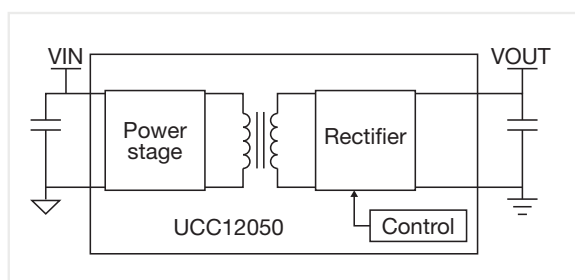 VIN
VOUT
Power
stage
Rectifier
Control
UCC12050